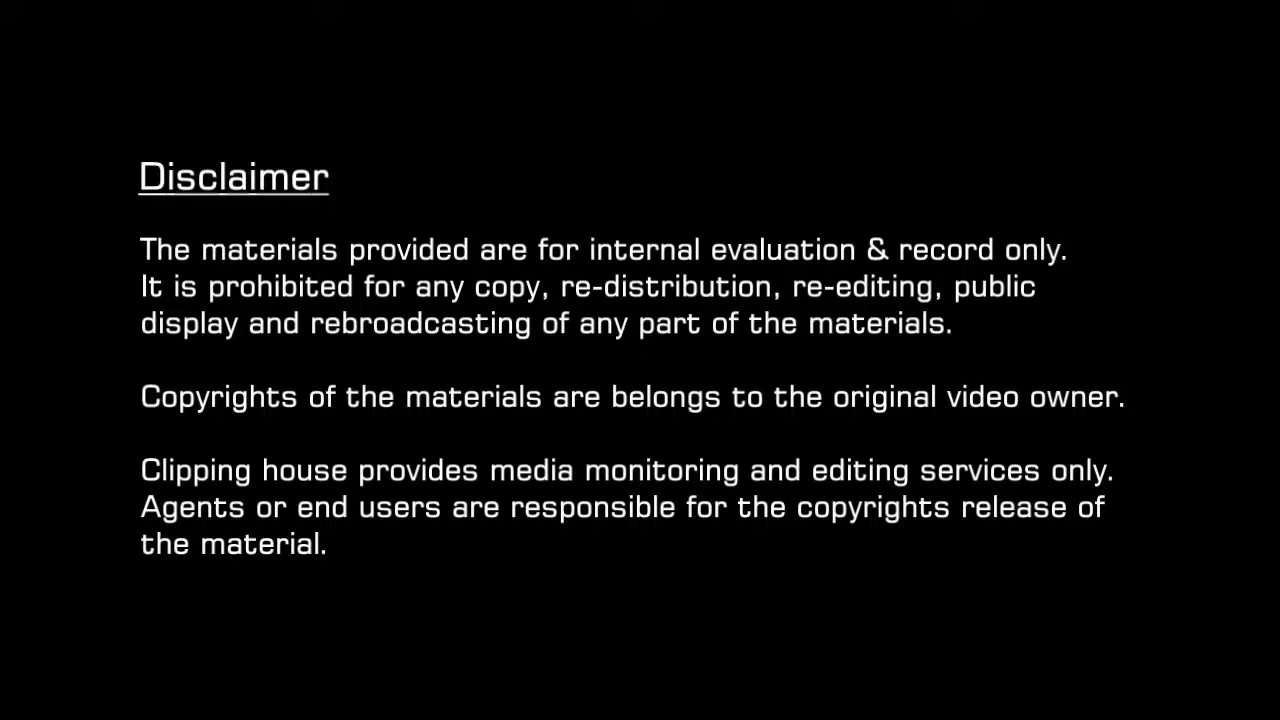 Disclaimer
The materials provided are for internal evaluation & record only.
It is prohibited for any copy, re-distribution, re-editing, public
display and rebroadcasting of any part of the materials.
Copyrights of the materials are belongs to the original video owner.
Clipping house provides media monitoring and editing services only.
Agents or end users are responsible for the copyrights release of
the material.